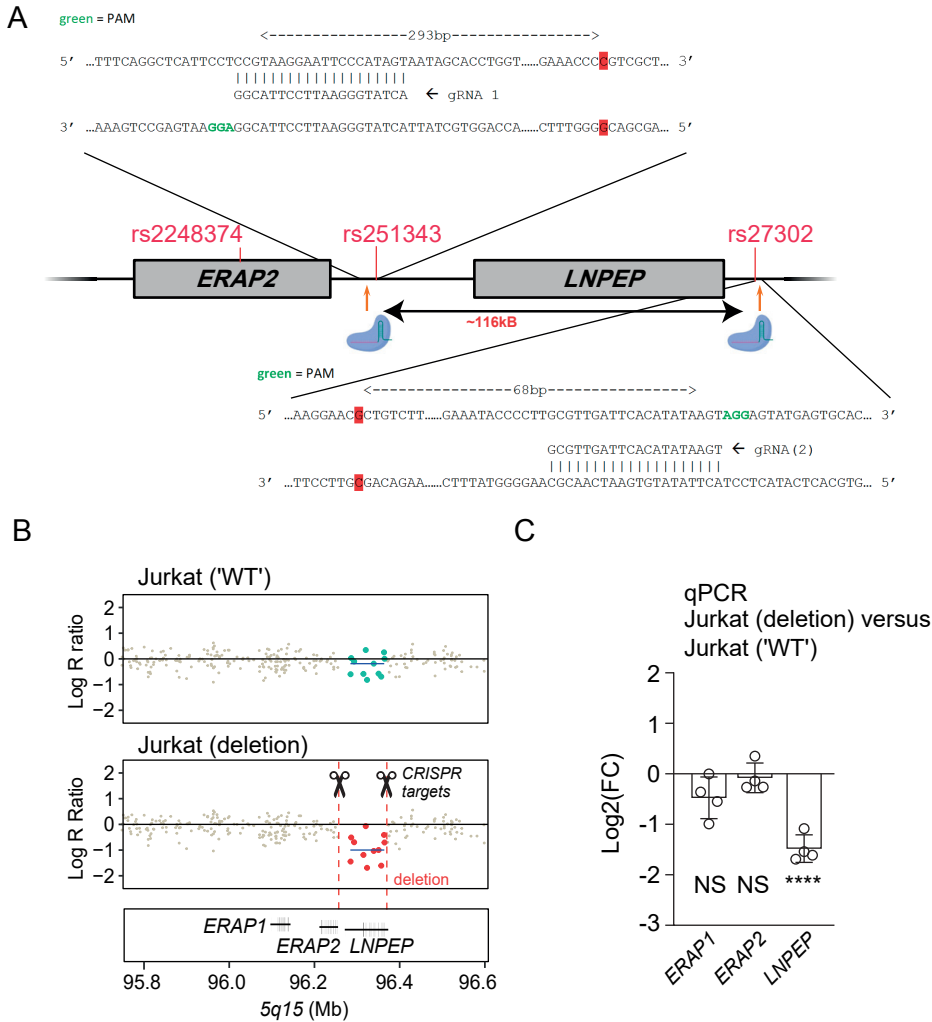 A
green = PAM
<---------------293bp--------------->
5’ …TTTCAGGCTCATTCCTCCGTAAGGAATTCCCATAGTAATAGCACCTGGT……GAAACCCCGTCGCT… 3’
GGCATTCCTTAAGGGTATCA ← gRNA 1
3’ …AAAGTCCGAGTAAGGAGGCATTCCTTAAGGGTATCATTATCGTGGACCA…CTTTGGGGCAGCGA… 5’
rs2248374 rs251343 rs27302
ERAP2 LNPEP
~116kB
green = PAM
<---------------68bp--------------->
5’ …AAGGAACGCTGTCTT……GAAATACCCCTTGCGTTGATTCACATATAAGTAGGAGTATGAGTGCAC… 3’
GCGTTGATTCACATATAAGT ← gRNA(2)
3’ …TTCCTTGCGACAGAA……CTTTATGGGGAACGCAACTAAGTGTATATTCATCCTCATACTCACGTG… 5’
B
Jurkat ('WT')
Log R ratio
2
1
0
−1
−2
Jurkat (deletion)
Log R Ratio
2
1
0
−1
−2
CRISPR
targets
deletion
ERAP1
ERAP2 LNPEP
95.8 96.0 96.2 96.4 96.6
5q15 (Mb)
C
qPCR
Jurkat (deletion) versus
Jurkat ('WT')
Log2(FC)
2
1
0
-1
-2
-3
NS NS ****
ERAP1 ERAP2 LNPEP